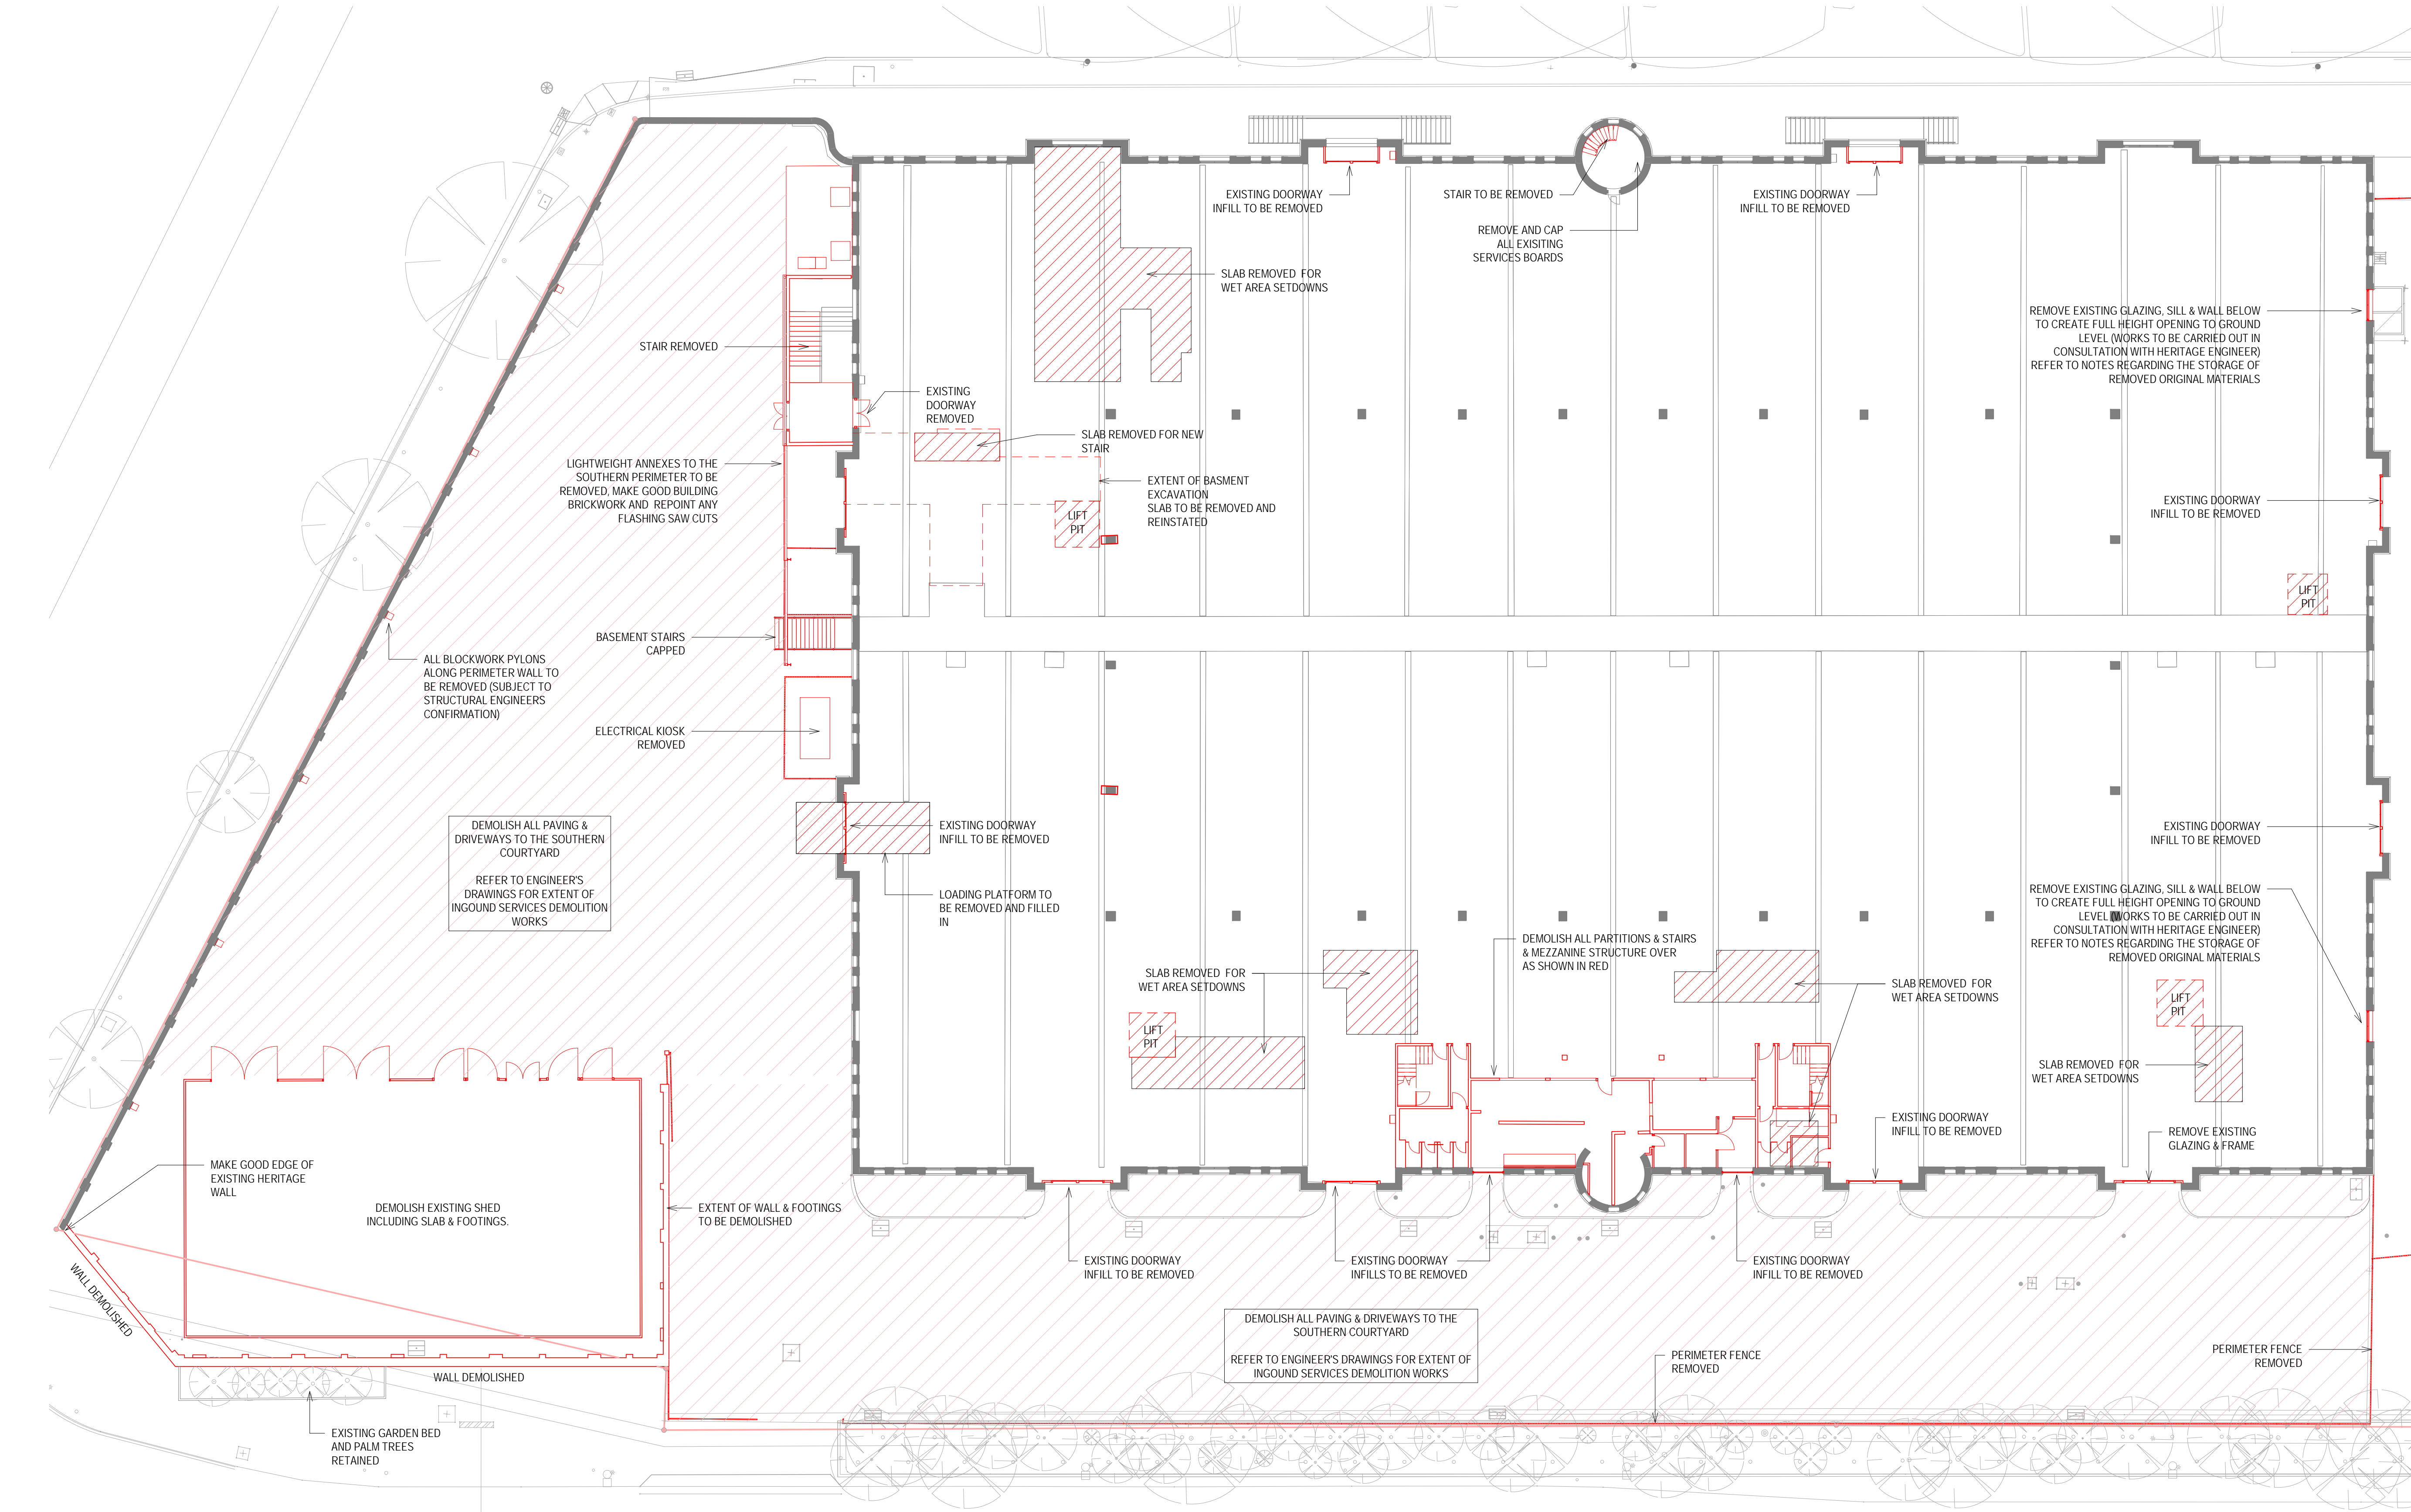 EXISTING DOORWAY
INFILL TO BE REMOVED
STAIR TO BE REMOVED
EXISTING DOORWAY
INFILL TO BE REMOVED
REMOVE AND CAP
ALL EXISITING
SERVICES BOARDS
SLAB REMOVED FOR
WET AREA SETDOWNS
REMOVE EXISTING GLAZING, SILL & WALL BELOW
TO CREATE FULL HEIGHT OPENING TO GROUND
LEVEL (WORKS TO BE CARRIED OUT IN
CONSULTATION WITH HERITAGE ENGINEER)
REFER TO NOTES REGARDING THE STORAGE OF
REMOVED ORIGINAL MATERIALS
STAIR REMOVED
EXISTING
DOORWAY
REMOVED
SLAB REMOVED FOR NEW
STAIR
LIGHTWEIGHT ANNEXES TO THE
SOUTHERN PERIMETER TO BE
REMOVED, MAKE GOOD BUILDING
BRICKWORK AND REPOINT ANY
FLASHING SAW CUTS
EXTENT OF BASMENT
EXCAVATION
SLAB TO BE REMOVED AND
REINSTATED
LIFT
PIT
EXISTING DOORWAY
INFILL TO BE REMOVED
LIFT
PIT
BASEMENT STAIRS
CAPPED
ALL BLOCKWORK PYLONS
ALONG PERIMETER WALL TO
BE REMOVED (SUBJECT TO
STRUCTURAL ENGINEERS
CONFIRMATION)
ELECTRICAL KIOSK
REMOVED
DEMOLISH ALL PAVING &
DRIVEWAYS TO THE SOUTHERN
COURTYARD
REFER TO ENGINEER'S
DRAWINGS FOR EXTENT OF
INGOUND SERVICES DEMOLITION
WORKS
EXISTING DOORWAY
INFILL TO BE REMOVED
LOADING PLATFORM TO
BE REMOVED AND FILLED
IN
EXISTING DOORWAY
INFILL TO BE REMOVED
REMOVE EXISTING GLAZING, SILL & WALL BELOW
TO CREATE FULL HEIGHT OPENING TO GROUND
LEVEL (WORKS TO BE CARRIED OUT IN
CONSULTATION WITH HERITAGE ENGINEER)
REFER TO NOTES REGARDING THE STORAGE OF
REMOVED ORIGINAL MATERIALS
DEMOLISH ALL PARTITIONS & STAIRS
& MEZZANINE STRUCTURE OVER
AS SHOWN IN RED
SLAB REMOVED FOR
WET AREA SETDOWNS
SLAB REMOVED FOR
WET AREA SETDOWNS
LIFT
PIT
LIFT
PIT
SLAB REMOVED FOR
WET AREA SETDOWNS
EXISTING DOORWAY
INFILL TO BE REMOVED
REMOVE EXISTING
GLAZING & FRAME
MAKE GOOD EDGE OF
EXISTING HERITAGE
WALL
DEMOLISH EXISTING SHED
INCLUDING SLAB & FOOTINGS.
EXTENT OF WALL & FOOTINGS
TO BE DEMOLISHED
EXISTING DOORWAY
INFILL TO BE REMOVED
EXISTING DOORWAY
INFILLS TO BE REMOVED
EXISTING DOORWAY
INFILL TO BE REMOVED
WALL DEMOLISHED
DEMOLISH ALL PAVING & DRIVEWAYS TO THE
SOUTHERN COURTYARD
REFER TO ENGINEER'S DRAWINGS FOR EXTENT OF
INGOUND SERVICES DEMOLITION WORKS
PERIMETER FENCE
REMOVED
PERIMETER FENCE
REMOVED
WALL DEMOLISHED
EXISTING GARDEN BED
AND PALM TREES
RETAINED